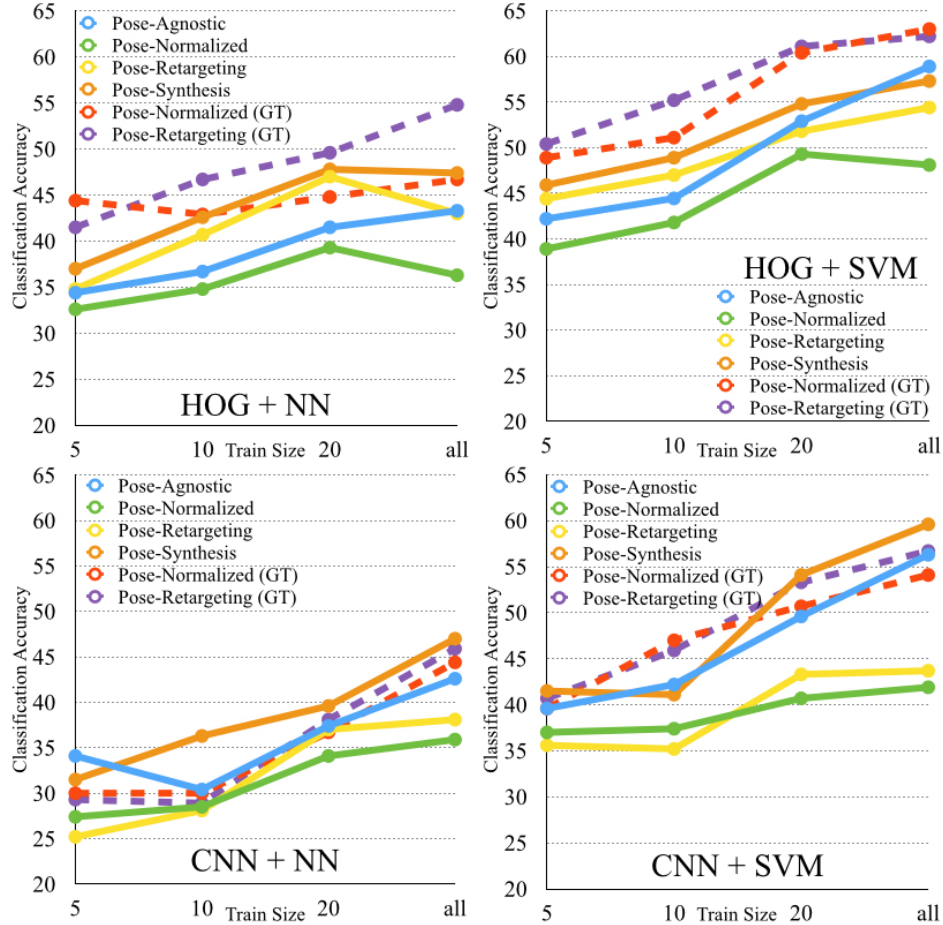 65
60
55
50
45
40
35
30
25
20
Classification Accuracy
Pose-Agnostic
Pose-Normalized
Pose-Retargeting
Pose-Synthesis
Pose-Normalized (GT)
Pose-Retargeting (GT)
HOG + NN
5
10
Train Size
20
all
65
60
55
50
45
40
35
30
25
20
Classification Accuracy
HOG + SVM
Pose-Agnostic
Pose-Normalized
Pose-Retargeting
Pose-Synthesis
Pose-Normalized (GT)
Pose-Retargeting (GT)
5
10
Train Size
20
all
65
60
55
50
45
40
35
30
25
20
Classification Accuracy
Pose-Agnostic
Pose-Normalized
Pose-Retargeting
Pose-Synthesis
Pose-Normalized (GT)
Pose-Retargeting (GT)
CNN + NN
5
10
Train Size
20
all
65
60
55
50
45
40
35
30
25
20
Classification Accuracy
Pose-Agnostic
Pose-Normalized
Pose-Retargeting
Pose-Synthesis
Pose-Normalized (GT)
Pose-Retargeting (GT)
CNN + SVM
5
10
Train Size
20
all